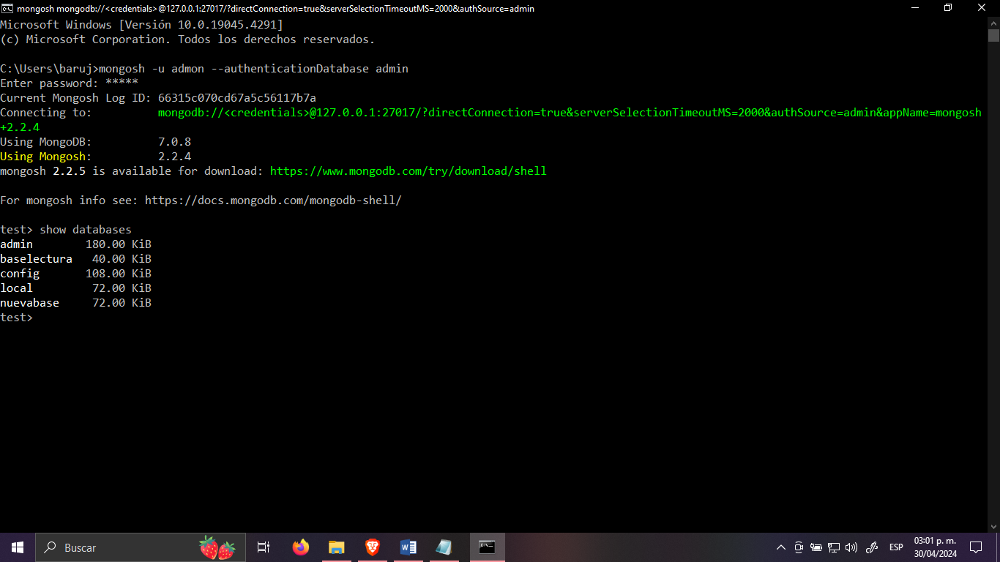 mongosh mongodb://<credentials>@127.0.0.1:27017/?directConnection=true&serverSelectionTimeoutMS=2000&authSource=admin
Microsoft Windows [Versión 10.0.19045.4291]
(c) Microsoft Corporation. Todos los derechos reservados.
C:\Users\baruj>mongosh -u admon --authenticationDatabase admin
Enter password: *****
Current Mongosh Log ID: 66315c070cd67a5c56117b7a
Connecting to: mongodb://<credentials>@127.0.0.1:27017/?directConnection=true&serverSelectionTimeoutMS=2000&authSource=admin&appName=mongosh
+2.2.4
Using MongoDB: 7.0.8
Using Mongosh: 2.2.4
mongosh 2.2.5 is available for download: https://www.mongodb.com/try/download/shell
For mongosh info see: https://docs.mongodb.com/mongodb-shell/
test> show databases
admin 180.00 KiB
baselectura 40.00 KiB
config 108.00 KiB
local 72.00 KiB
nuevabase 72.00 KiB
test>
Buscar
ESP
03:01 p. m.
30/04/2024